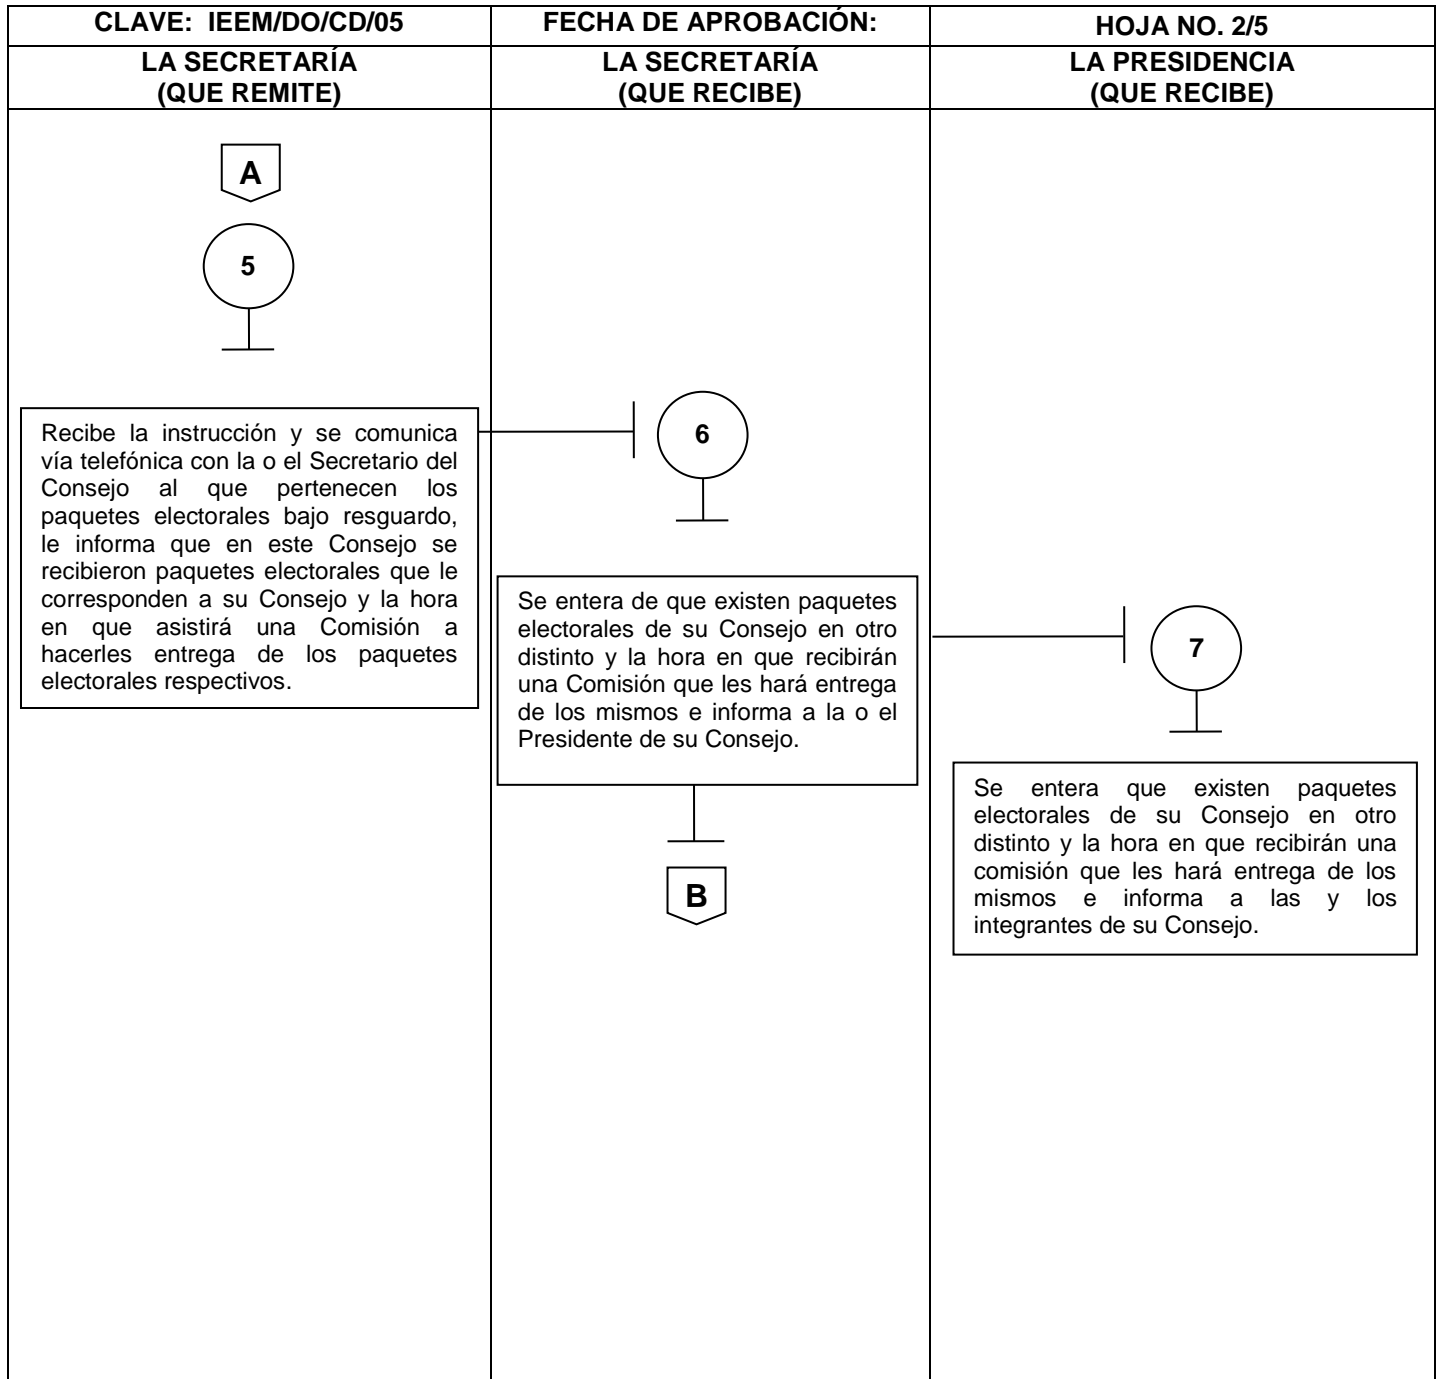 CLAVE: IEEM/DO/CD/05
FECHA DE APROBACIÓN:
HOJA NO. 2/5
LA SECRETARÍA
(QUE REMITE)
LA SECRETARÍA
(QUE RECIBE)
LA PRESIDENCIA
(QUE RECIBE)
A
5
Recibe la instrucción y se comunica
vía telefónica con la o el Secretario del
Consejo al que pertenecen los
paquetes electorales bajo resguardo,
le informa que en este Consejo se
recibieron paquetes electorales que le
corresponden a su Consejo y la hora
en que asistirá una Comisión a
hacerles entrega de los paquetes
electorales respectivos.
6
Se entera de que existen paquetes
electorales de su Consejo en otro
distinto y la hora en que recibirán
una Comisión que les hará entrega
de los mismos e informa a la o el
Presidente de su Consejo.
B
7
Se entera que existen paquetes
electorales de su Consejo en otro
distinto y la hora en que recibirán una
comisión que les hará entrega de los
mismos e informa a las y los
integrantes de su Consejo.